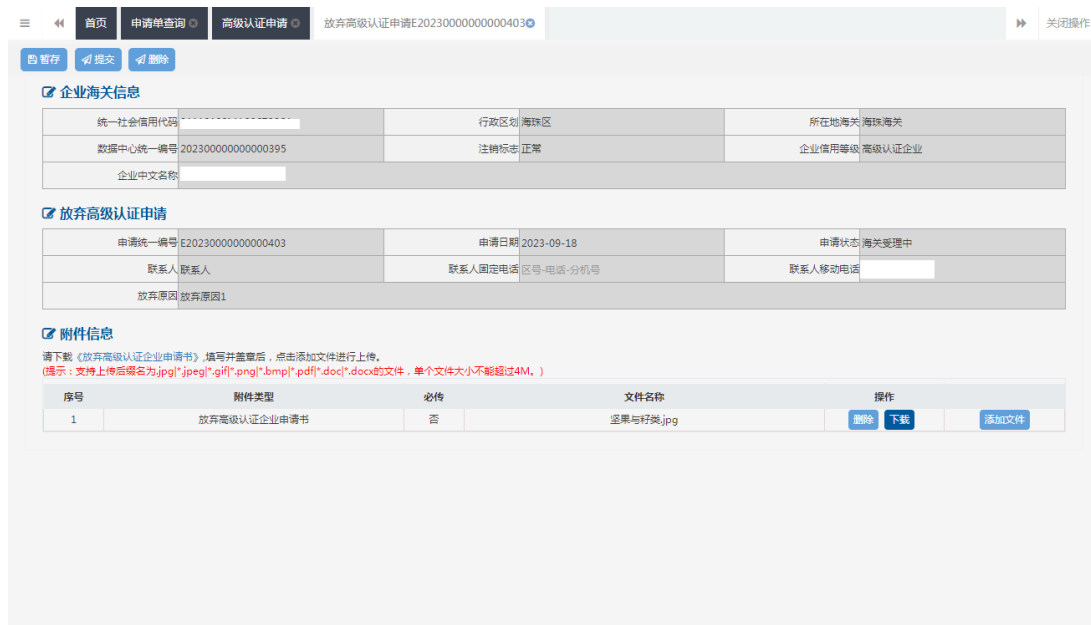 首页 申请单查询 高级认证申请 放弃高级认证申请E20230000000000403 关闭操作
暂存 提交 删除
企业海关信息
统一社会信用代码 行政区划 海珠区 所在地海关 海珠海关
数据中心统一编号 202300000000000395 注销标志 正常 企业信用等级 高级认证企业
企业中文名称
放弃高级认证申请
申请统一编号 E20230000000000403 申请日期 2023-09-18 申请状态 海关受理中
联系人 联系人 联系人固定电话 区号-电话-分机号 联系人移动电话
放弃原因 放弃原因1
附件信息
请下载《放弃高级认证企业申请书》,填写并盖章后，点击添加文件进行上传。
(提示：支持上传后缀名为.jpg|*.jpeg|*.gif|*.png|*.bmp|*.pdf|*.doc|*.docx的文件，单个文件大小不能超过4M。)
序号 附件类型 必传 文件名称 操作
1 放弃高级认证企业申请书 否 坚果与籽类.jpg 删除 下载 添加文件